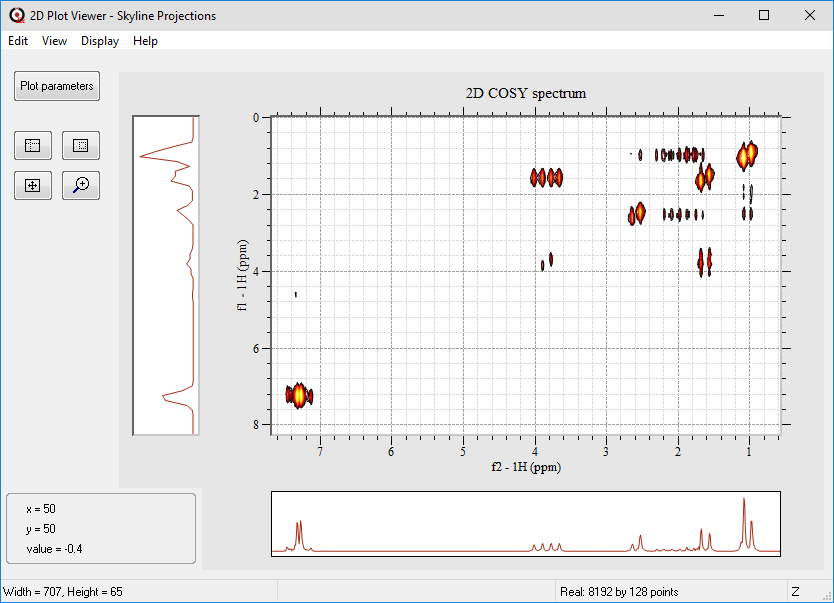 2D Plot Viewer - Skyline Projections
Edit View Display Help
Plot parameters
2D COSY spectrum
0
2
4
6
8
f1 - 1H (ppm)
7 6 5 4 3 2 1
f2 - 1H (ppm)
x = 50
y = 50
value = -0.4
Width = 707, Height = 65
Real: 8192 by 128 points
Z